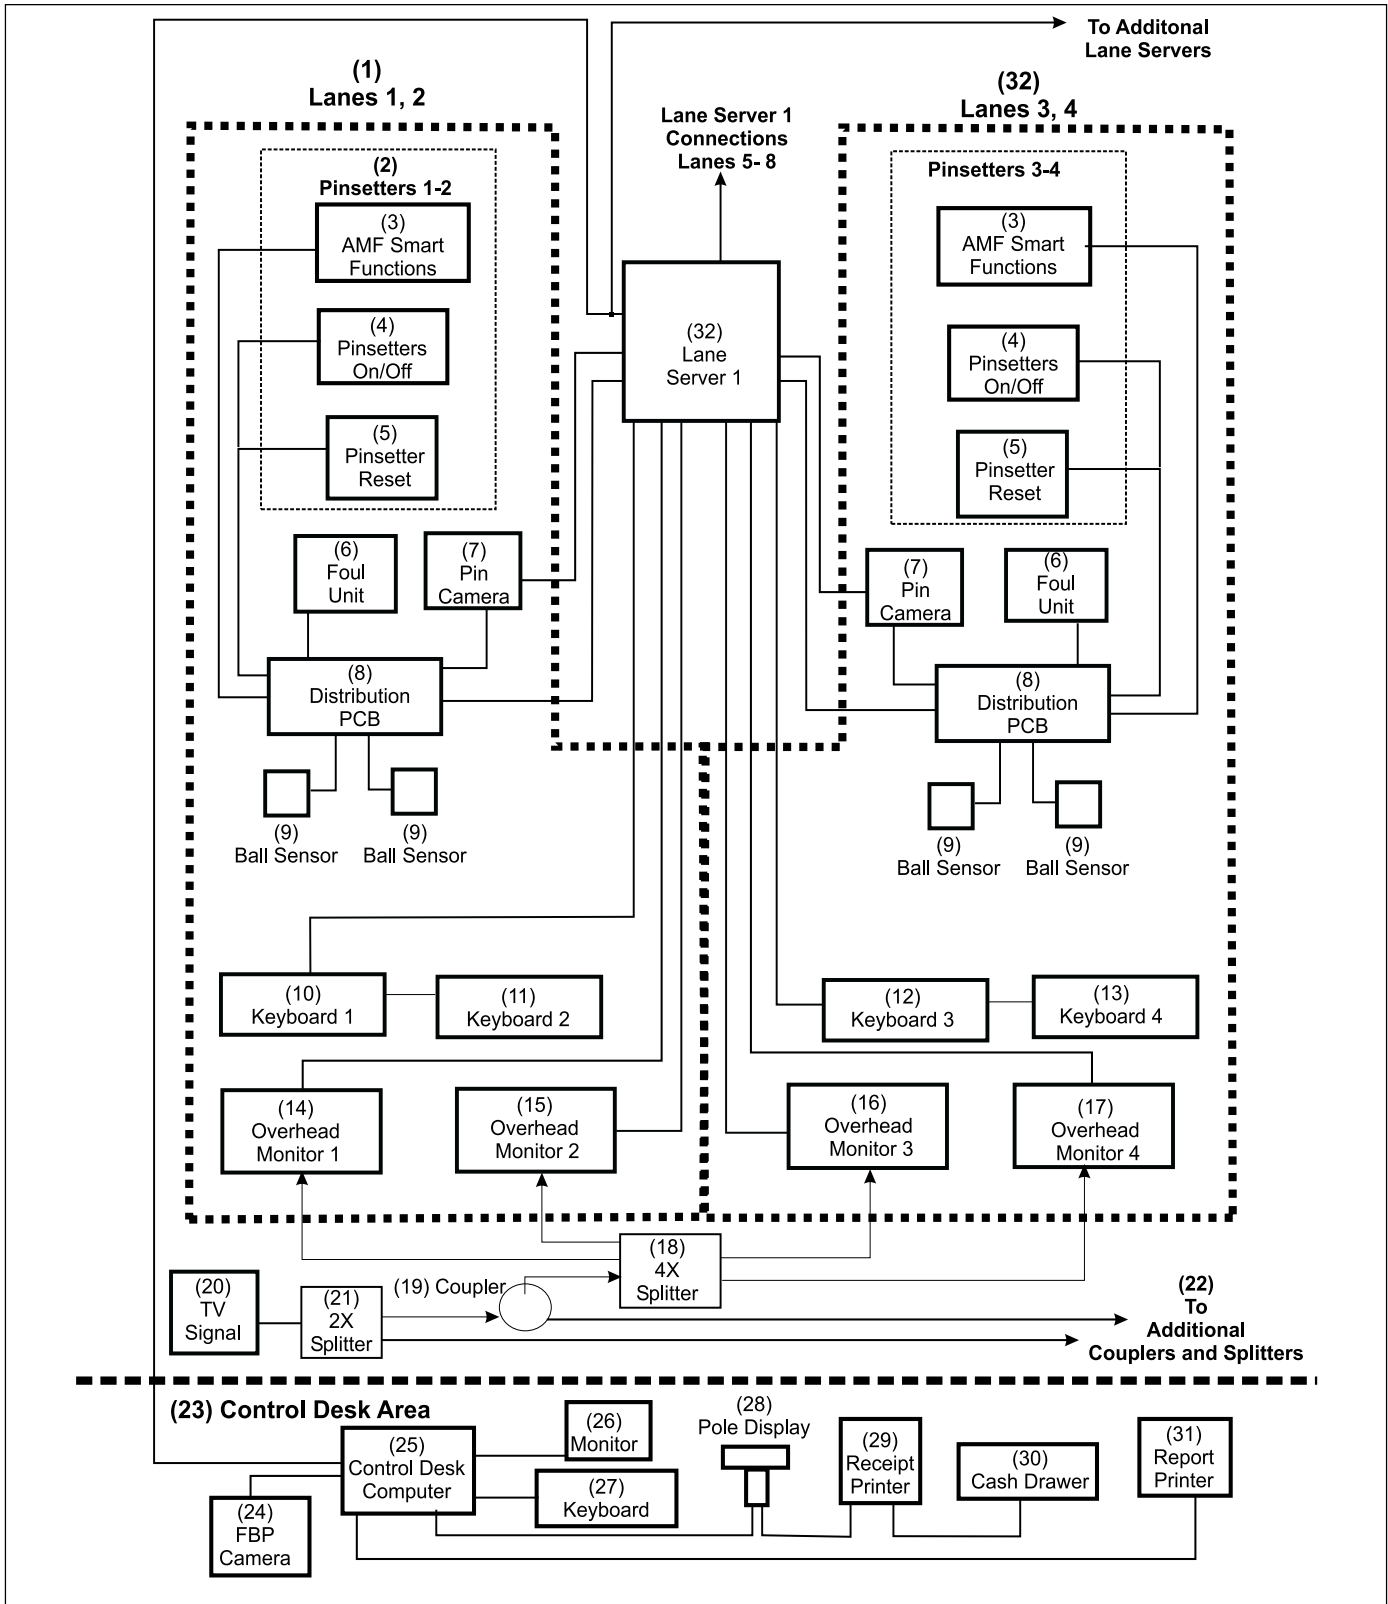 To Additonal
Lane Servers
(1)
Lanes 1, 2
(32)
Lanes 3, 4
Lane Server 1
Connections
Lanes 5- 8
(2)
Pinsetters 1-2
(3)
AMF Smart
Functions
(4)
Pinsetters
On/Off
(5)
Pinsetter
Reset
(6)
Foul
Unit
(7)
Pin
Camera
(8)
Distribution
PCB
(9)
Ball Sensor
(9)
Ball Sensor
(32)
Lane
Server 1
Pinsetters 3-4
(3)
AMF Smart
Functions
(4)
Pinsetters
On/Off
(5)
Pinsetter
Reset
(7)
Pin
Camera
(6)
Foul
Unit
(8)
Distribution
PCB
(9)
Ball Sensor
(9)
Ball Sensor
(10)
Keyboard 1
(11)
Keyboard 2
(12)
Keyboard 3
(13)
Keyboard 4
(14)
Overhead
Monitor 1
(15)
Overhead
Monitor 2
(16)
Overhead
Monitor 3
(17)
Overhead
Monitor 4
(18)
4X
Splitter
(19) Coupler
(20)
TV
Signal
(21)
2X
Splitter
(22)
To
Additional
Couplers and Splitters
(23) Control Desk Area
(25)
Control Desk
Computer
(24)
FBP
Camera
(26)
Monitor
(27)
Keyboard
(28)
Pole Display
(29)
Receipt
Printer
(30)
Cash Drawer
(31)
Report
Printer